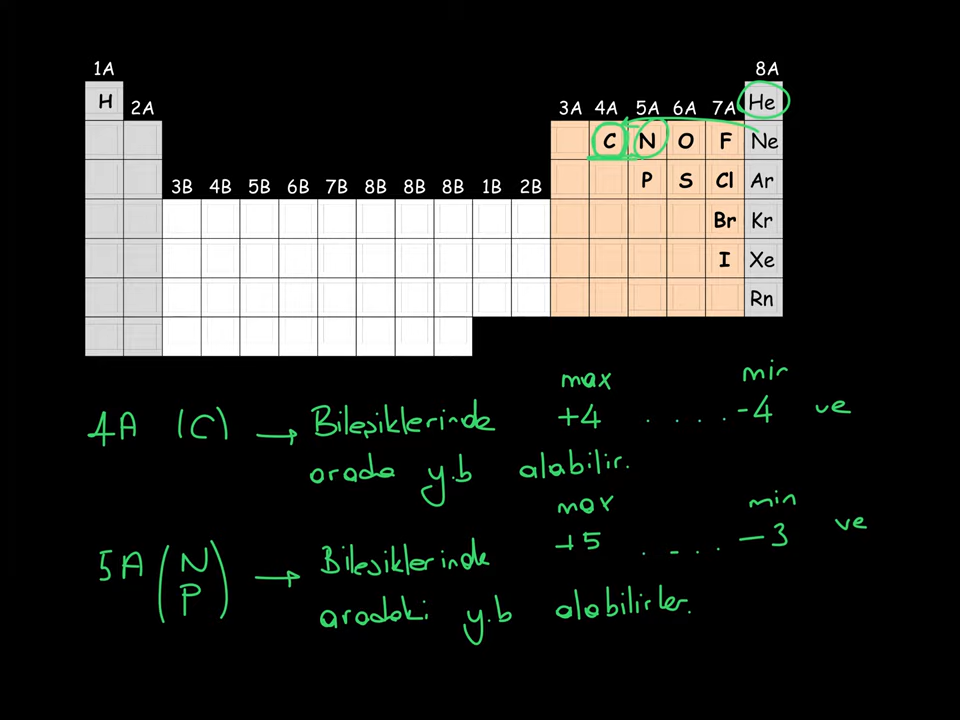 1A 8A
H 2A 3A 4A 5A 6A 7A He
C N O F Ne
3B 4B 5B 6B 7B 8B 8B 8B 1B 2B P S Cl Ar
Br Kr
I Xe
Rn
max min
4A (C) → Bileşiklerinde +4 . . . . -4 ve
arada y.b alabilir.
max min
5A (N P) → Bileşiklerinde +5 . . . . -3 ve
aradaki y.b alabilirler.